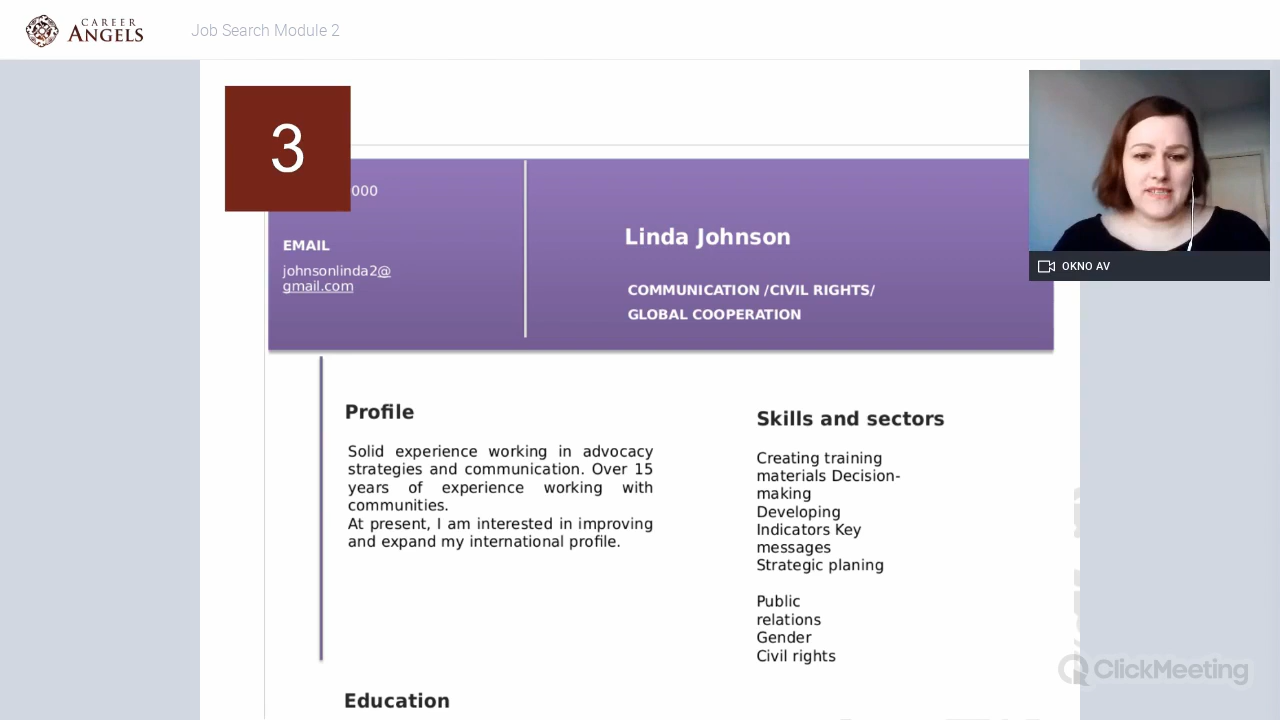 CAREER
ANGELS
Job Search Module 2
3
000
EMAIL
johnsonlinda2@
gmail.com
Linda Johnson
COMMUNICATION /CIVIL RIGHTS/
GLOBAL COOPERATION
OKNO AV
Profile
Solid experience working in advocacy
strategies and communication. Over 15
years of experience working with
communities.
At present, I am interested in improving
and expand my international profile.
Skills and sectors
Creating training
materials Decision-
making
Developing
Indicators Key
messages
Strategic planing
Public
relations
Gender
Civil rights
Education
ClickMeeting